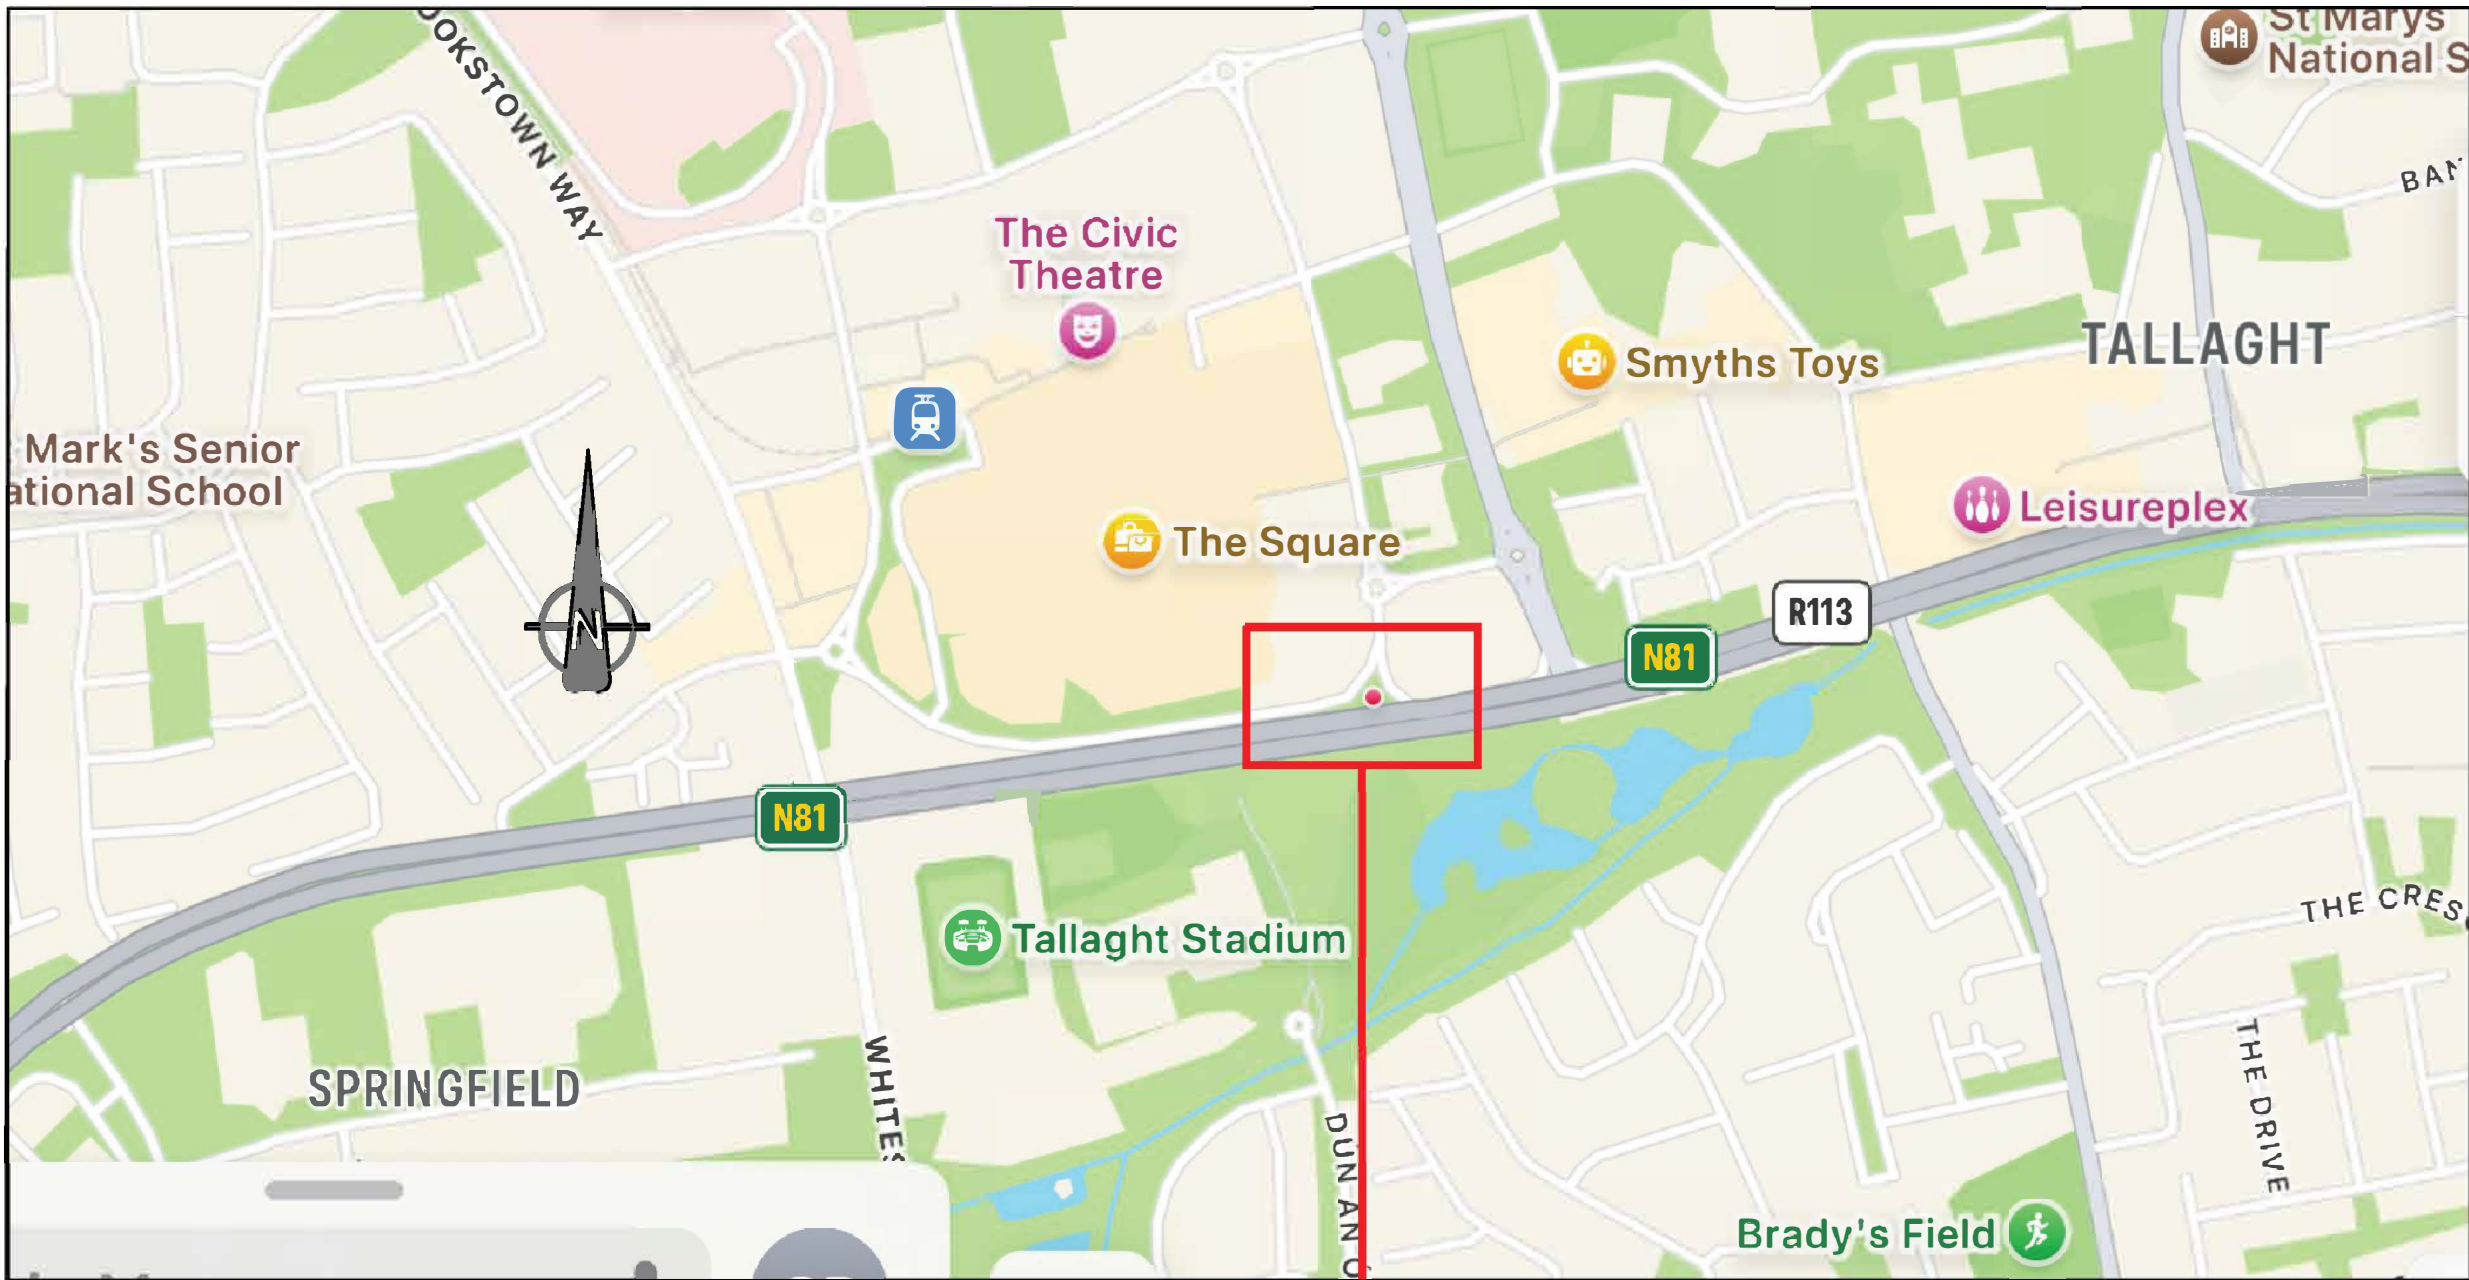 St Marys
National S
OOKSTOWN WAY
BAN
The Civic
Theatre
TALLAGHT
Smyths Toys
Mark's Senior
ational School
Leisureplex
The Square
R113
N81
N
N81
THE CRES
Tallaght Stadium
SPRINGFIELD
WHITES
THE DRIVE
DUN AN O
Brady's Field